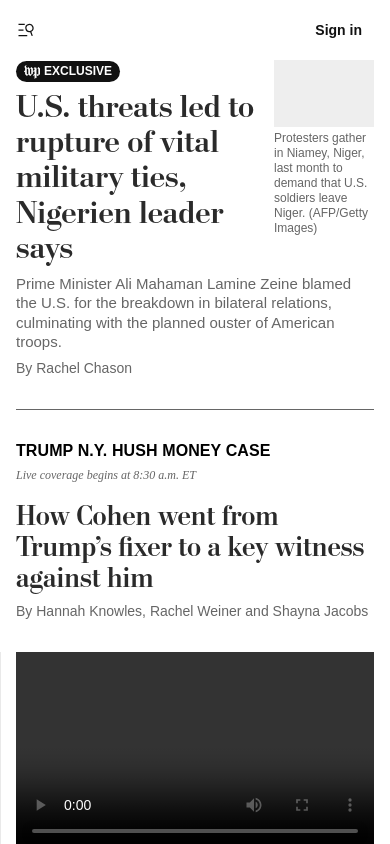 Sign in
wp EXCLUSIVE
U.S. threats led to
rupture of vital
military ties,
Nigerien leader
says
Protesters gather
in Niamey, Niger,
last month to
demand that U.S.
soldiers leave
Niger. (AFP/Getty
Images)
Prime Minister Ali Mahaman Lamine Zeine blamed
the U.S. for the breakdown in bilateral relations,
culminating with the planned ouster of American
troops.
By Rachel Chason
TRUMP N.Y. HUSH MONEY CASE
Live coverage begins at 8:30 a.m. ET
How Cohen went from
Trump’s fixer to a key witness
against him
By Hannah Knowles, Rachel Weiner and Shayna Jacobs
0:00